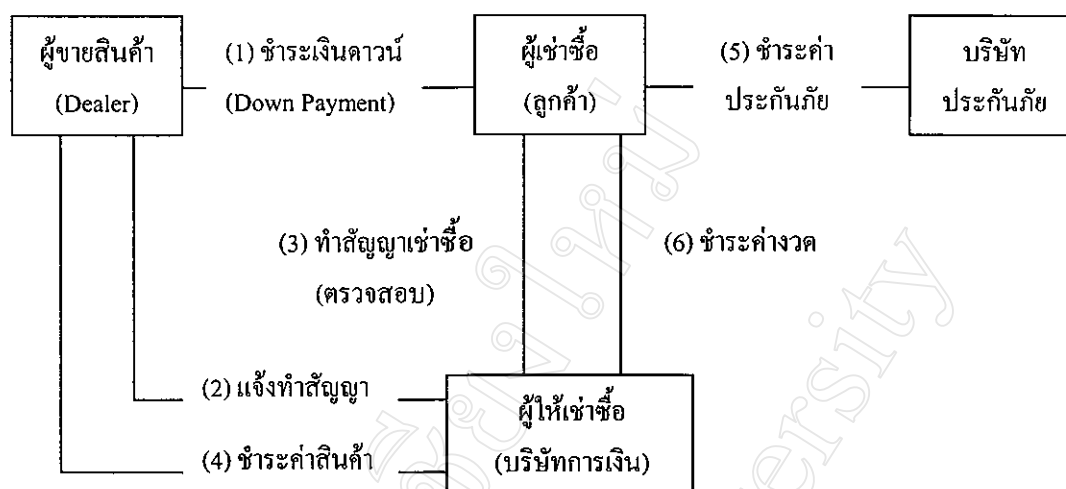 ผู้ขายสินค้า
(Dealer)
(1) ชำระเงินดาวน์
(Down Payment)
ผู้เช่าซื้อ
(ลูกค้า)
(5) ชำระค่า
ประกันภัย
บริษัท
ประกันภัย
(3) ทำสัญญาเช่าซื้อ
(ตรวจสอบ)
(6) ชำระค่างวด
(2) แจ้งทำสัญญา
(4) ชำระค่าสินค้า
ผู้ให้เช่าซื้อ
(บริษัทการเงิน)